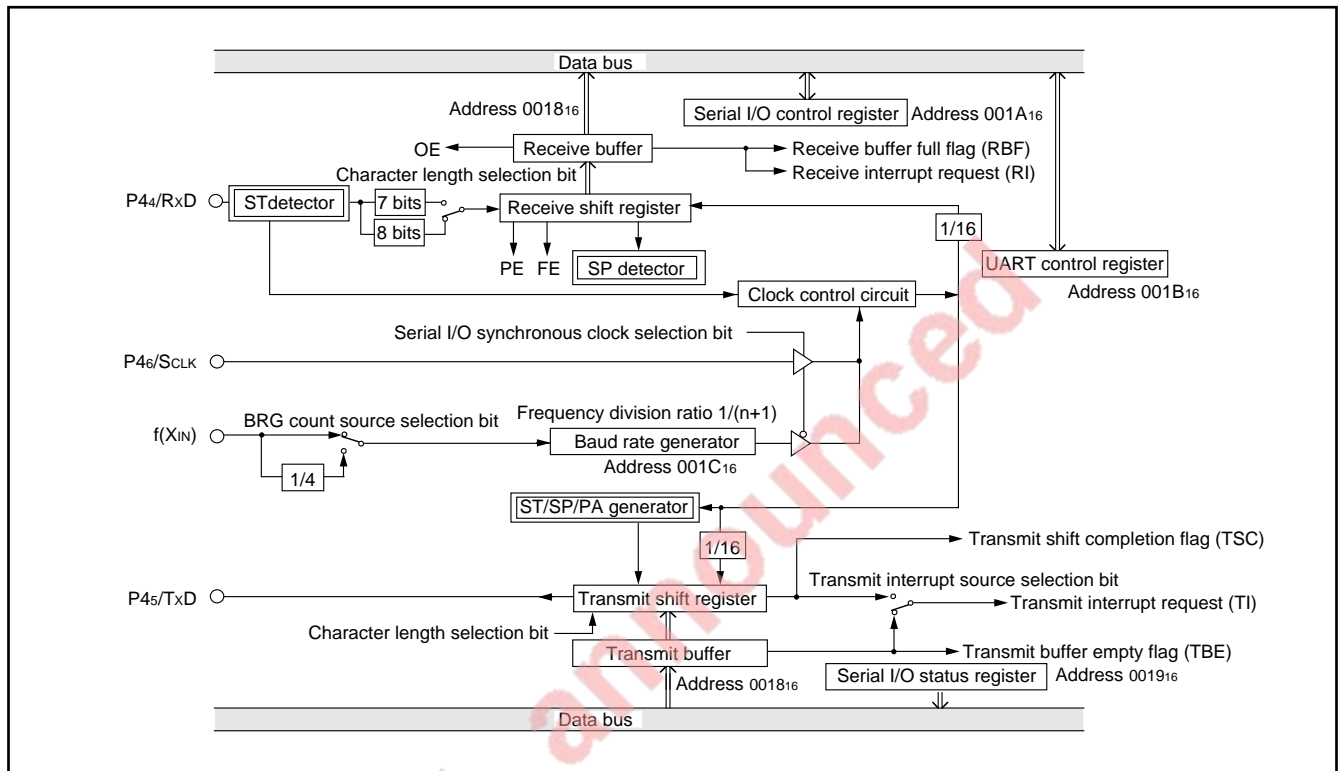 Data bus
Address 001816
Serial I/O control register
Address 001A16
OE
Receive buffer
Receive buffer full flag (RBF)
Receive interrupt request (RI)
Character length selection bit
P44/RXD
STdetector
7 bits
8 bits
Receive shift register
1/16
PE
FE
SP detector
UART control register
Address 001B16
Clock control circuit
Serial I/O synchronous clock selection bit
P46/SCLK
BRG count source selection bit
Frequency division ratio 1/(n+1)
f(XIN)
Baud rate generator
Address 001C16
1/4
ST/SP/PA generator
1/16
Transmit shift completion flag (TSC)
Transmit interrupt source selection bit
P45/TXD
Transmit shift register
Transmit interrupt request (TI)
Character length selection bit
Transmit buffer
Transmit buffer empty flag (TBE)
Address 001816
Serial I/O status register
Address 001916
Data bus
announced